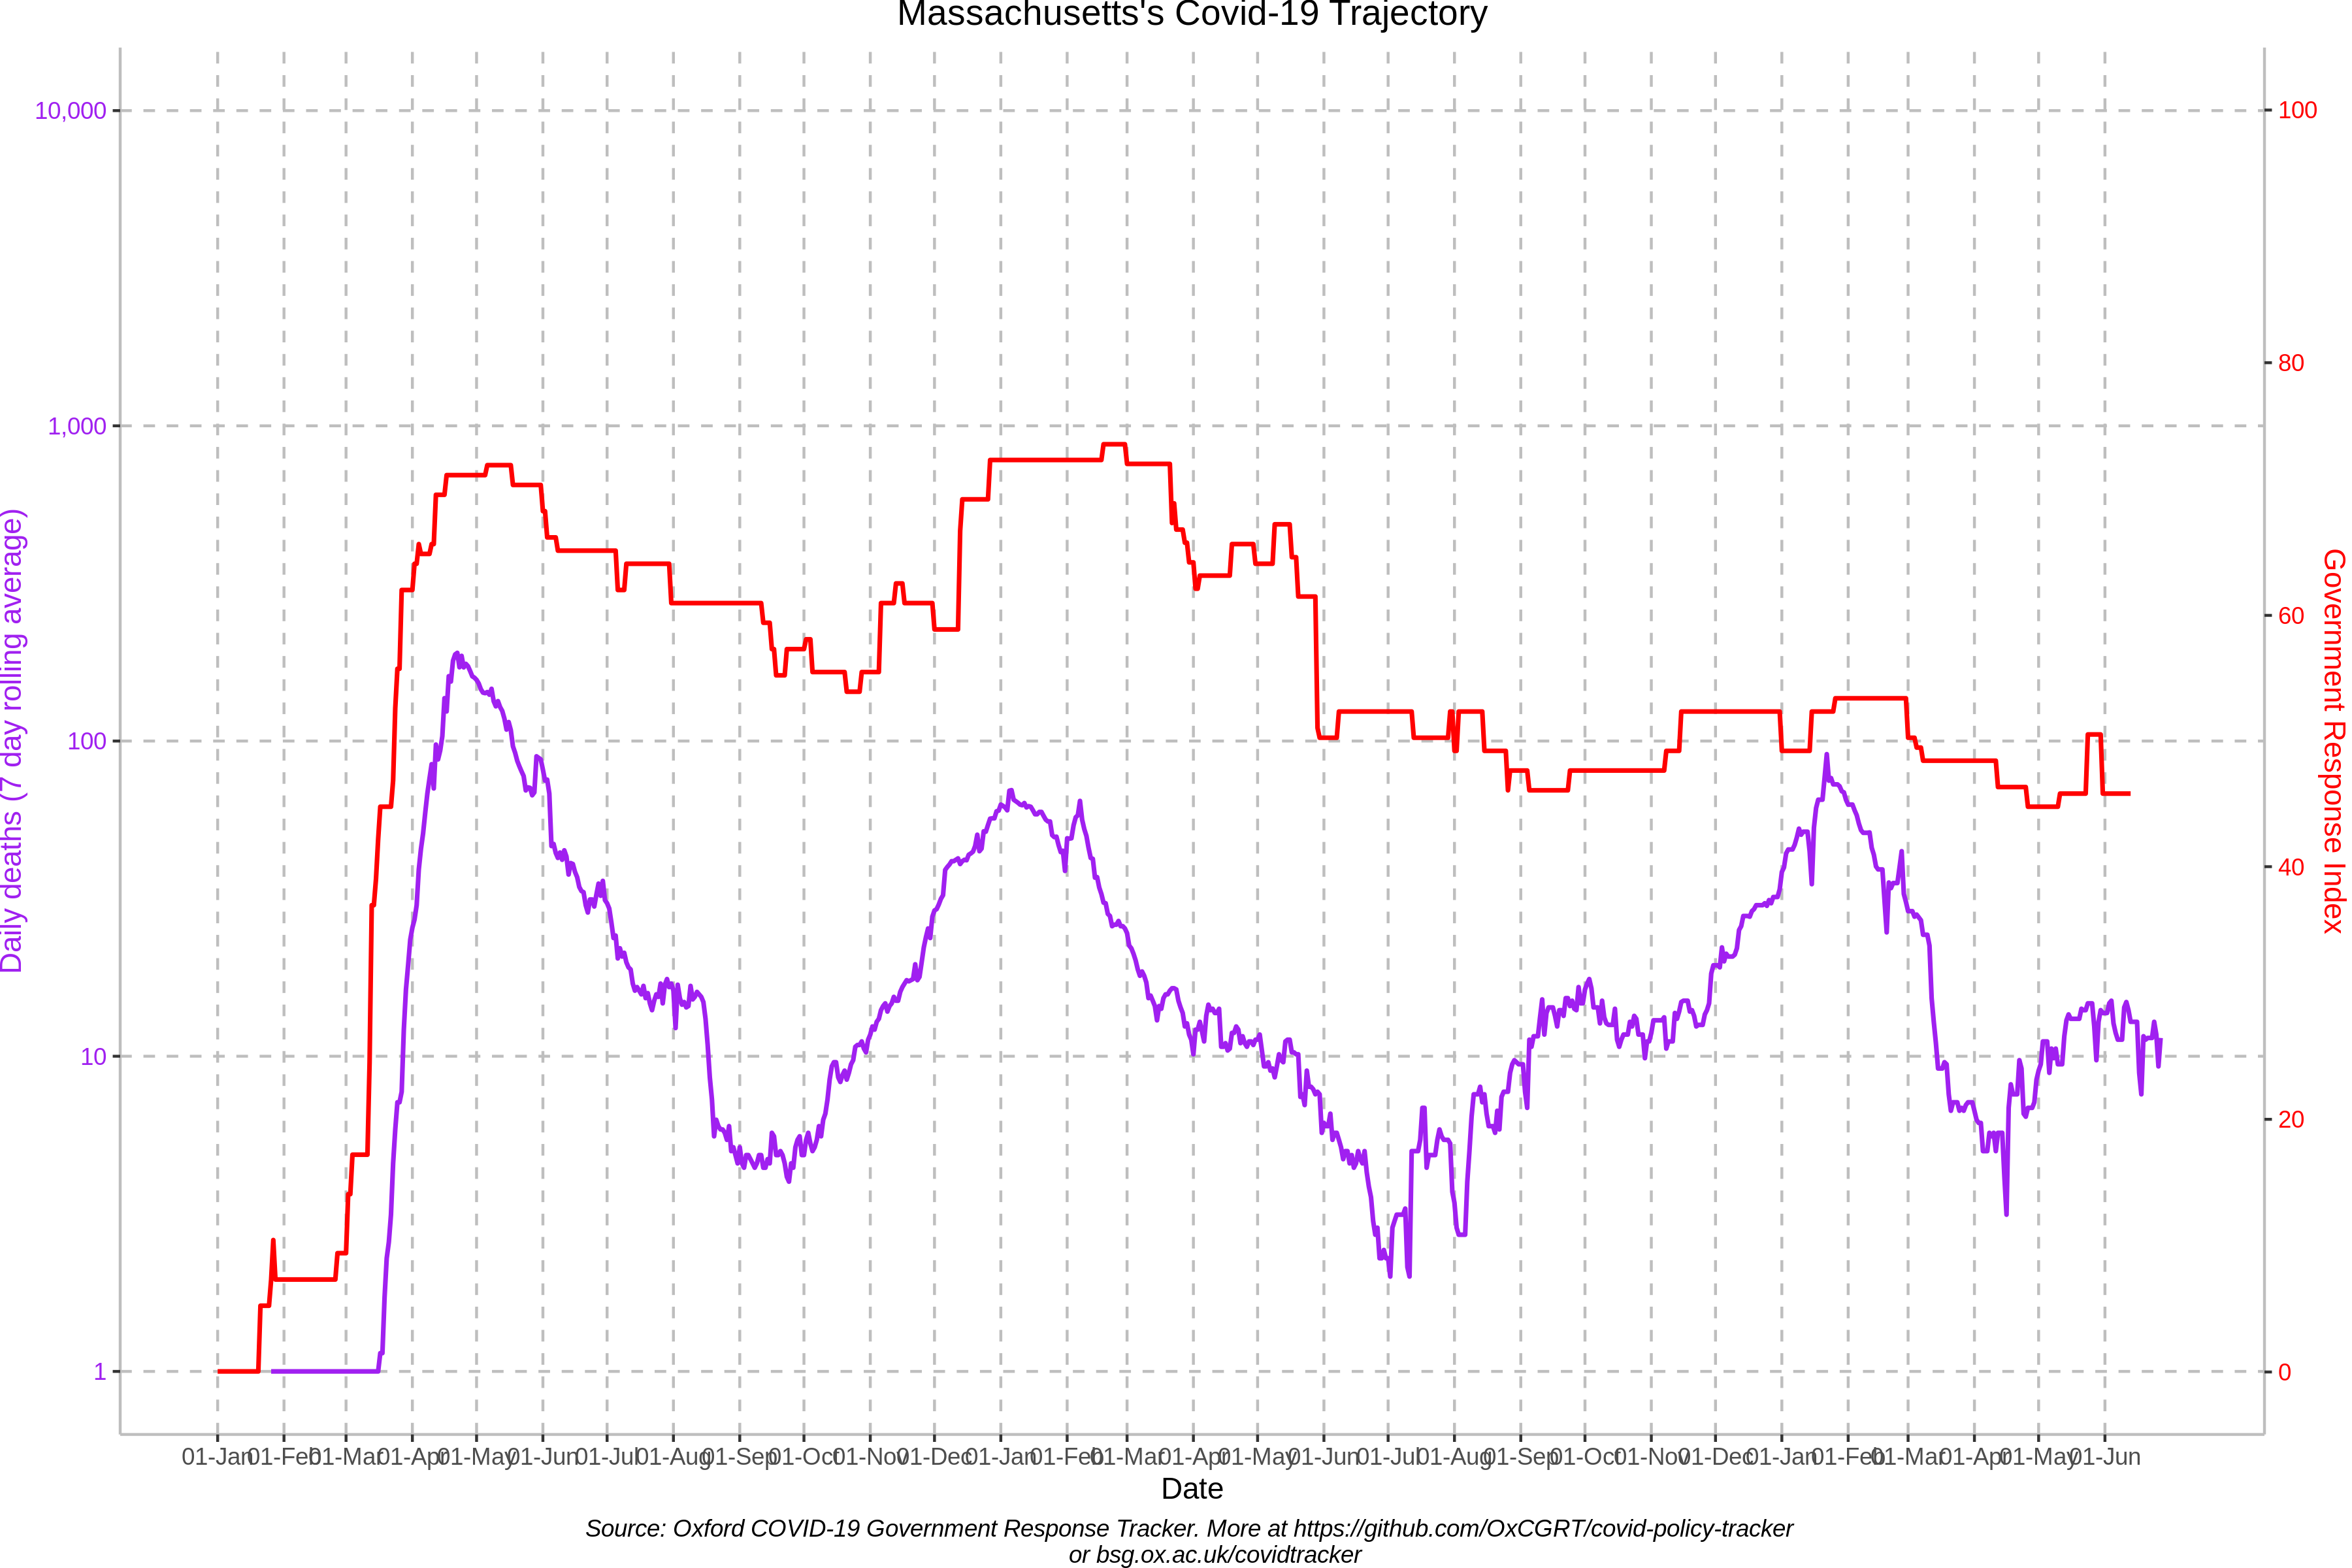 Massachusetts's Covid-19 Trajectory
10,000
1,000
100
10
1
Daily deaths (7 day rolling average)
100
80
60
40
20
0
Government Response Index
01-Jan 01-Feb 01-Mar 01-Apr 01-May 01-Jun 01-Jul 01-Aug 01-Sep 01-Oct 01-Nov 01-Dec 01-Jan 01-Feb 01-Mar 01-Apr 01-May 01-Jun 01-Jul 01-Aug 01-Sep 01-Oct 01-Nov 01-Dec 01-Jan 01-Feb 01-Mar 01-Apr 01-May 01-Jun
Date
Source: Oxford COVID-19 Government Response Tracker. More at https://github.com/OxCGRT/covid-policy-tracker
or bsg.ox.ac.uk/covidtracker